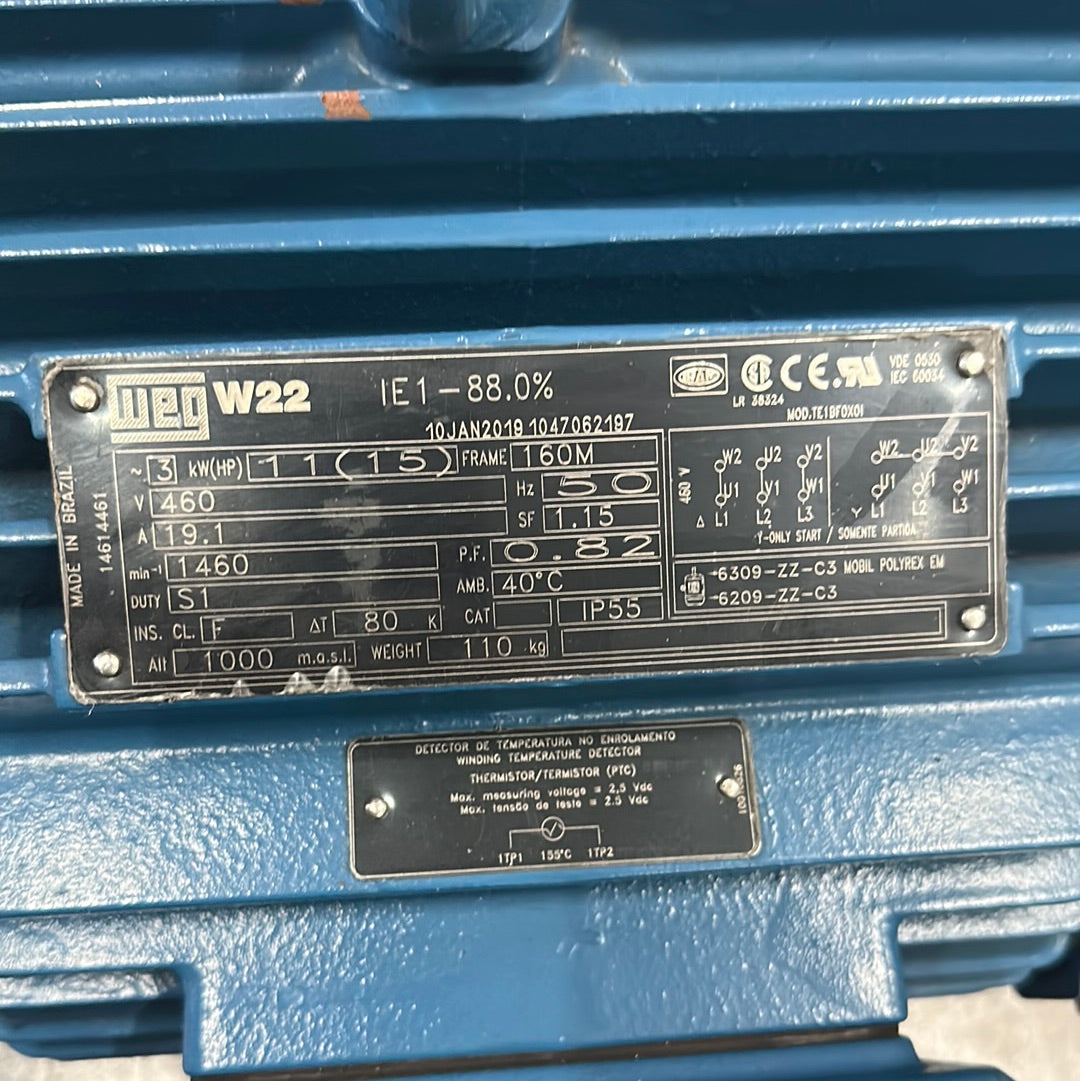 WEG W22 IE1-88.0%
VDE 0530
IEC 60034
LR 38324
MOD.TE1BF0X01
10JAN2019 1047062197
MADE IN BRAZIL
14614461
~ 3 kW(HP) 11(15) FRAME 160M
V 460 Hz 50
A 19.1 SF 1.15
min-1 1460 P.F. 0.82
DUTY S1 AMB. 40°C
INS. CL. F ΔT 80 K CAT IP55
Alt 1000 m.a.s.l. WEIGHT 110 kg
460 V
W2 U2 V2 W2 U2 V2
U1 V1 W1 U1 V1 W1
Δ L1 L2 L3 Y L1 L2 L3
Y-ONLY START / SOMENTE PARTIDA
6309-ZZ-C3 MOBIL POLYREX EM
6209-ZZ-C3
DETECTOR DE TEMPERATURA NO ENROLAMENTO
WINDING TEMPERATURE DETECTOR
THERMISTOR/TERMISTOR (PTC)
Max. measuring voltage = 2,5 Vdc
Max. tensão de teste = 2.5 Vdc
1TP1 155°C 1TP2